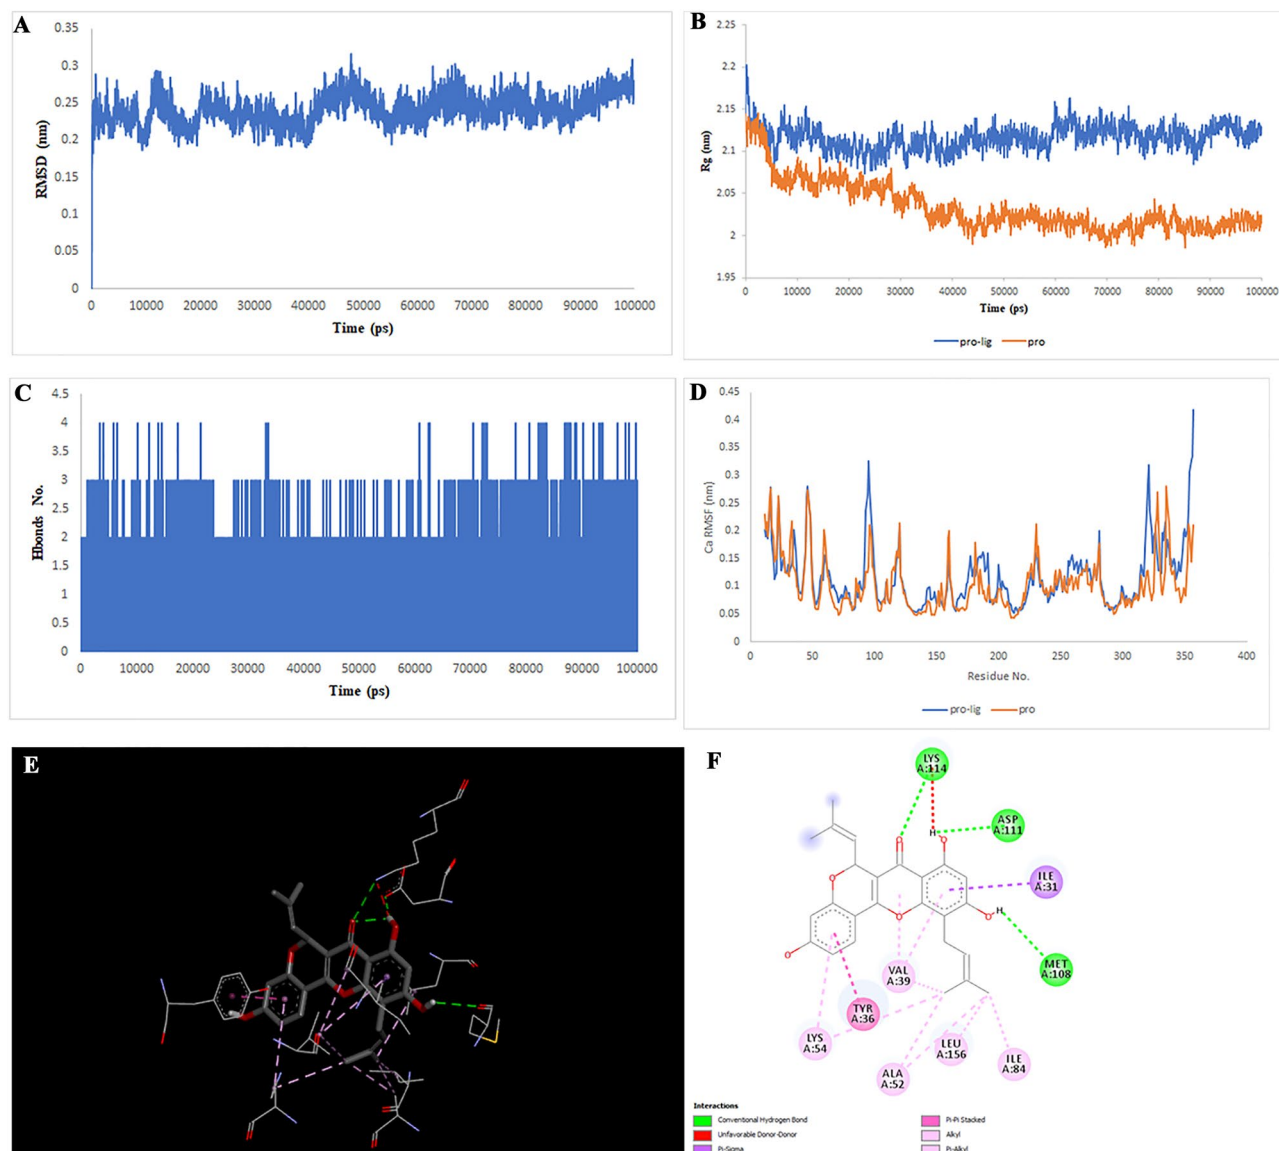 A
0.35
0.3
0.25
0.2
0.15
0.1
0.05
0
RMSD (nm)
0 10000 20000 30000 40000 50000 60000 70000 80000 90000 100000
Time (ps)
B
2.25
2.2
2.15
2.1
2.05
2
1.95
Rg (nm)
0 10000 20000 30000 40000 50000 60000 70000 80000 90000 100000
Time (ps)
pro-lig pro
C
4.5
4
3.5
3
2.5
2
1.5
1
0.5
0
No.
0 10000 20000 30000 40000 50000 60000 70000 80000 90000 100000
Time (ps)
D
0.45
0.4
0.35
0.3
0.25
0.2
0.15
0.1
0.05
0
Ca RMSF (nm)
0 50 100 150 200 250 300 350 400
Residue No.
pro-lig pro
E
F
LYS
A:114
ASP
A:111
ILE
A:31
MET
A:108
VAL
A:39
TYR
A:36
LYS
A:54
LEU
A:156
ILE
A:84
ALA
A:52
H
O
O
O
O
O
H
O
Interactions
Conventional Hydrogen Bond
Unfavorable Donor-Donor
Pi-Sigma
Pi-Pi Stacked
Alkyl
Pi-Alkyl